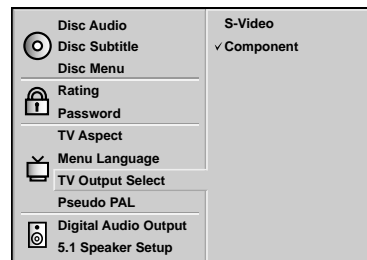 Disc Audio
Disc Subtitle
Disc Menu
Rating
Password
TV Aspect
Menu Language
TV Output Select
Pseudo PAL
Digital Audio Output
5.1 Speaker Setup
S-Video
✓Component